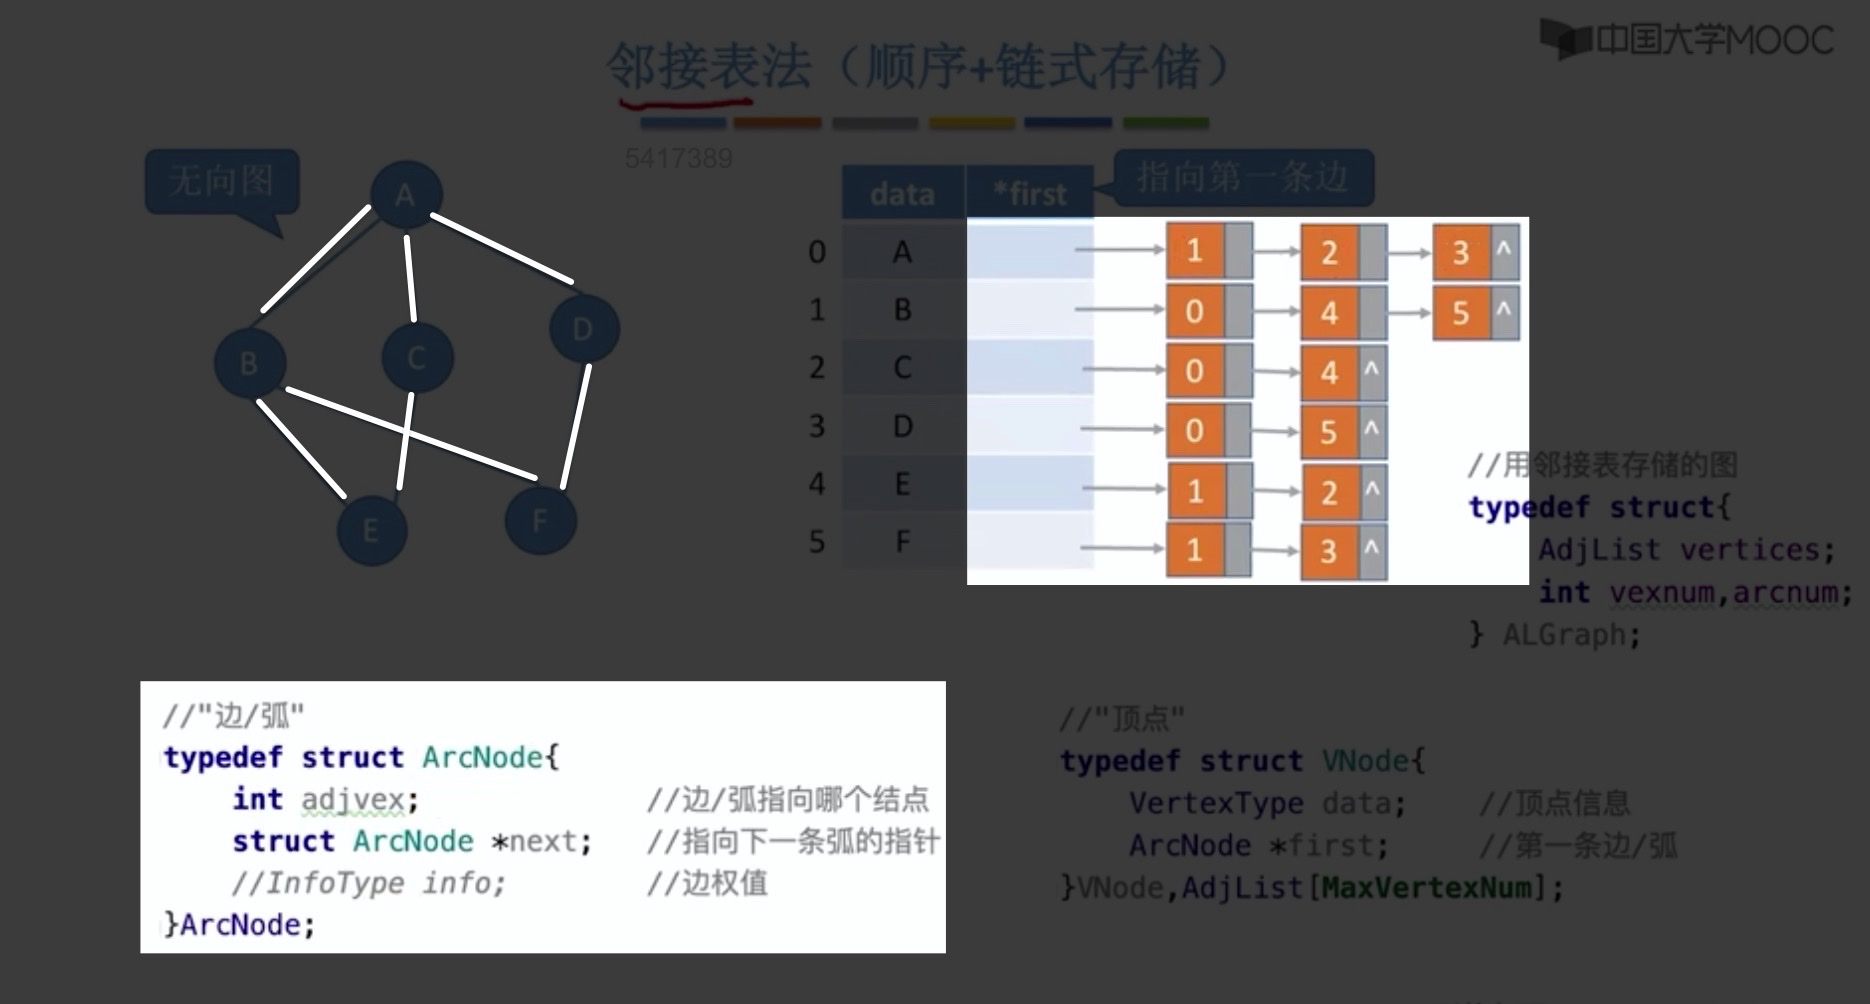 中国大学MOOC
邻接表法（顺序+链式存储）
5417389
无向图
A
B
C
D
E
F
data *first
指向第一条边
0 A 1 2 3 ^
1 B 0 4 5 ^
2 C 0 4 ^
3 D 0 5 ^
4 E 1 2 ^
5 F 1 3 ^
//用邻接表存储的图
typedef struct{
AdjList vertices;
int vexnum,arcnum;
} ALGraph;
//"边/弧"
typedef struct ArcNode{
int adjvex; //边/弧指向哪个结点
struct ArcNode *next; //指向下一条弧的指针
//InfoType info; //边权值
}ArcNode;
//"顶点"
typedef struct VNode{
VertexType data; //顶点信息
ArcNode *first; //第一条边/弧
}VNode,AdjList[MaxVertexNum];